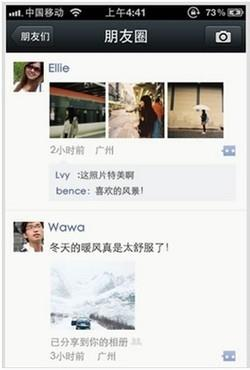 中国移动 上午4:41 73%
朋友们 朋友圈
Ellie
2小时前 广州
Lvy :这照片特美啊
bence: 喜欢的风景!
Wawa
冬天的暖风真是太舒服了!
已分享到你的相册
3小时前 广州